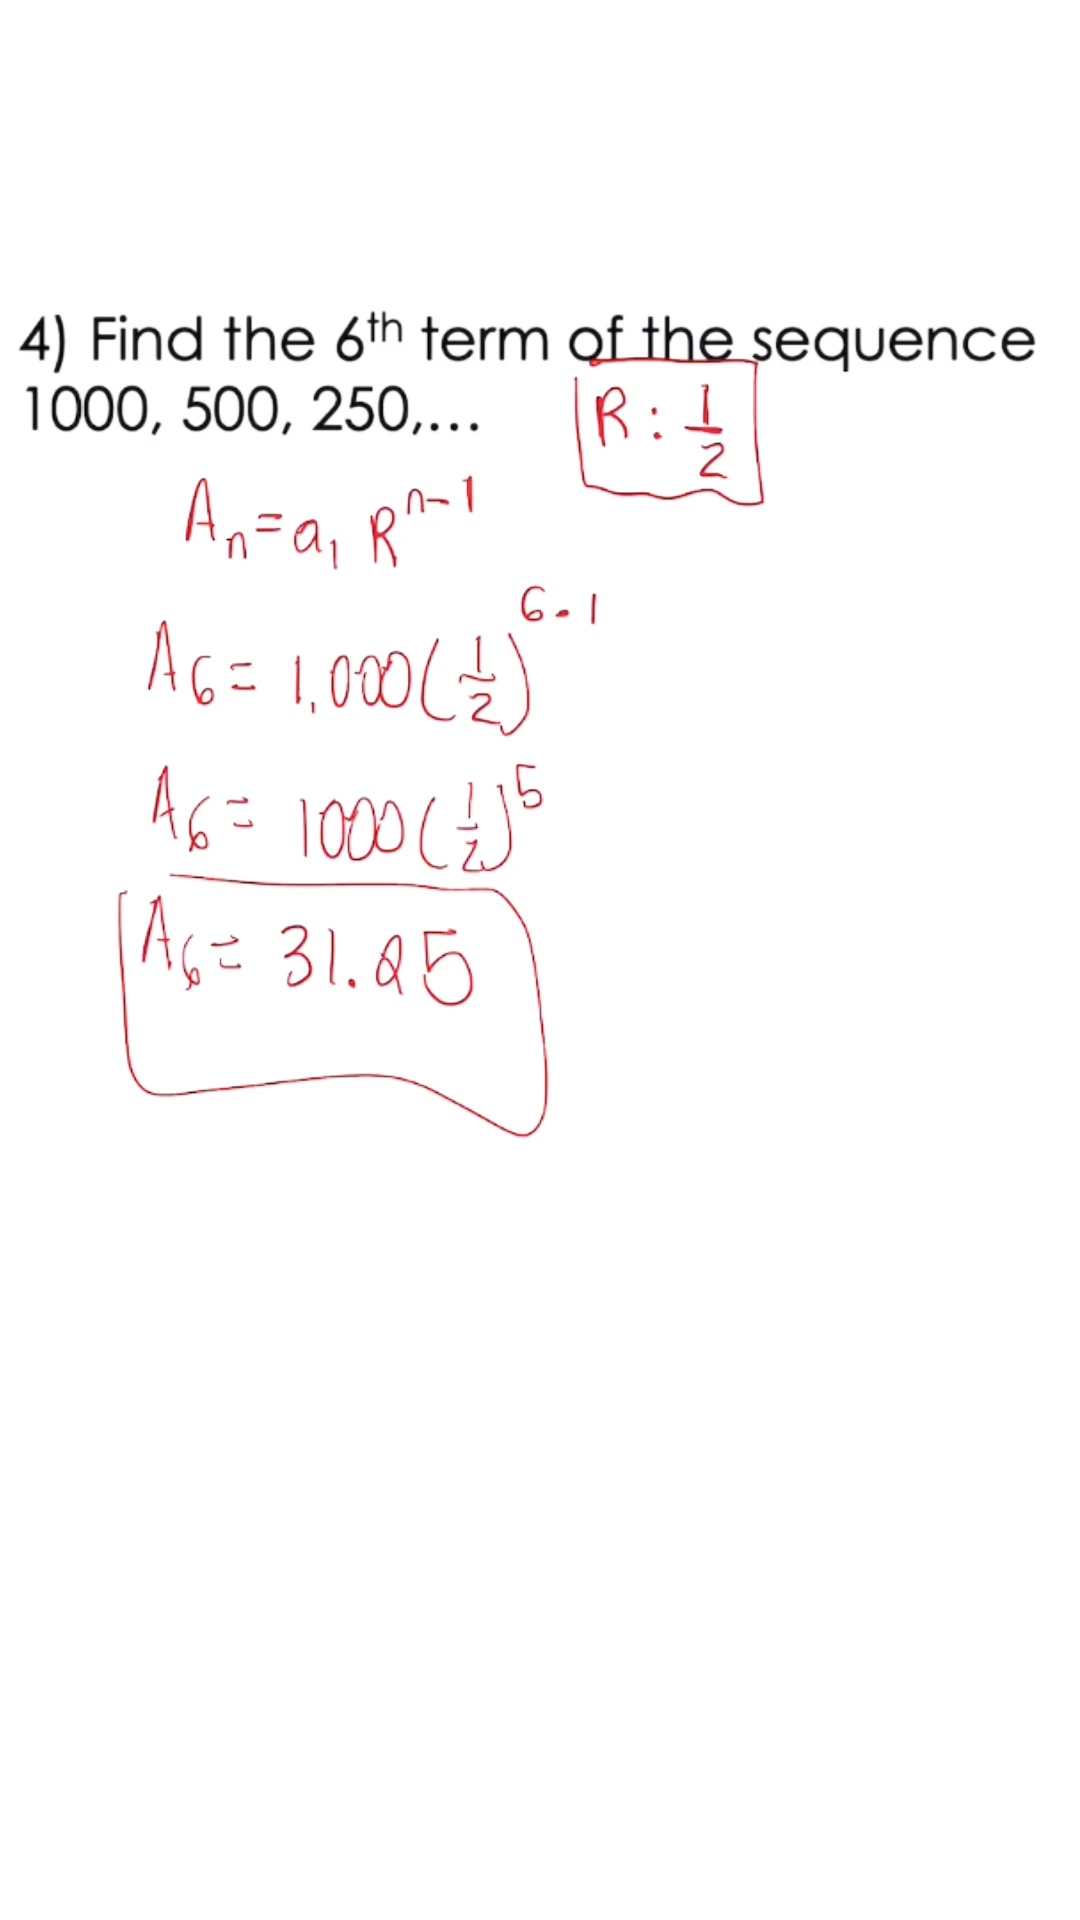 4) Find the 6th term of the sequence
1000, 500, 250,...
R: 1/2
Aₙ=a₁ Rⁿ⁻¹
A₆= 1,000(1/2)⁶⁻¹
A₆= 1000(1/2)⁵
A₆= 31.25